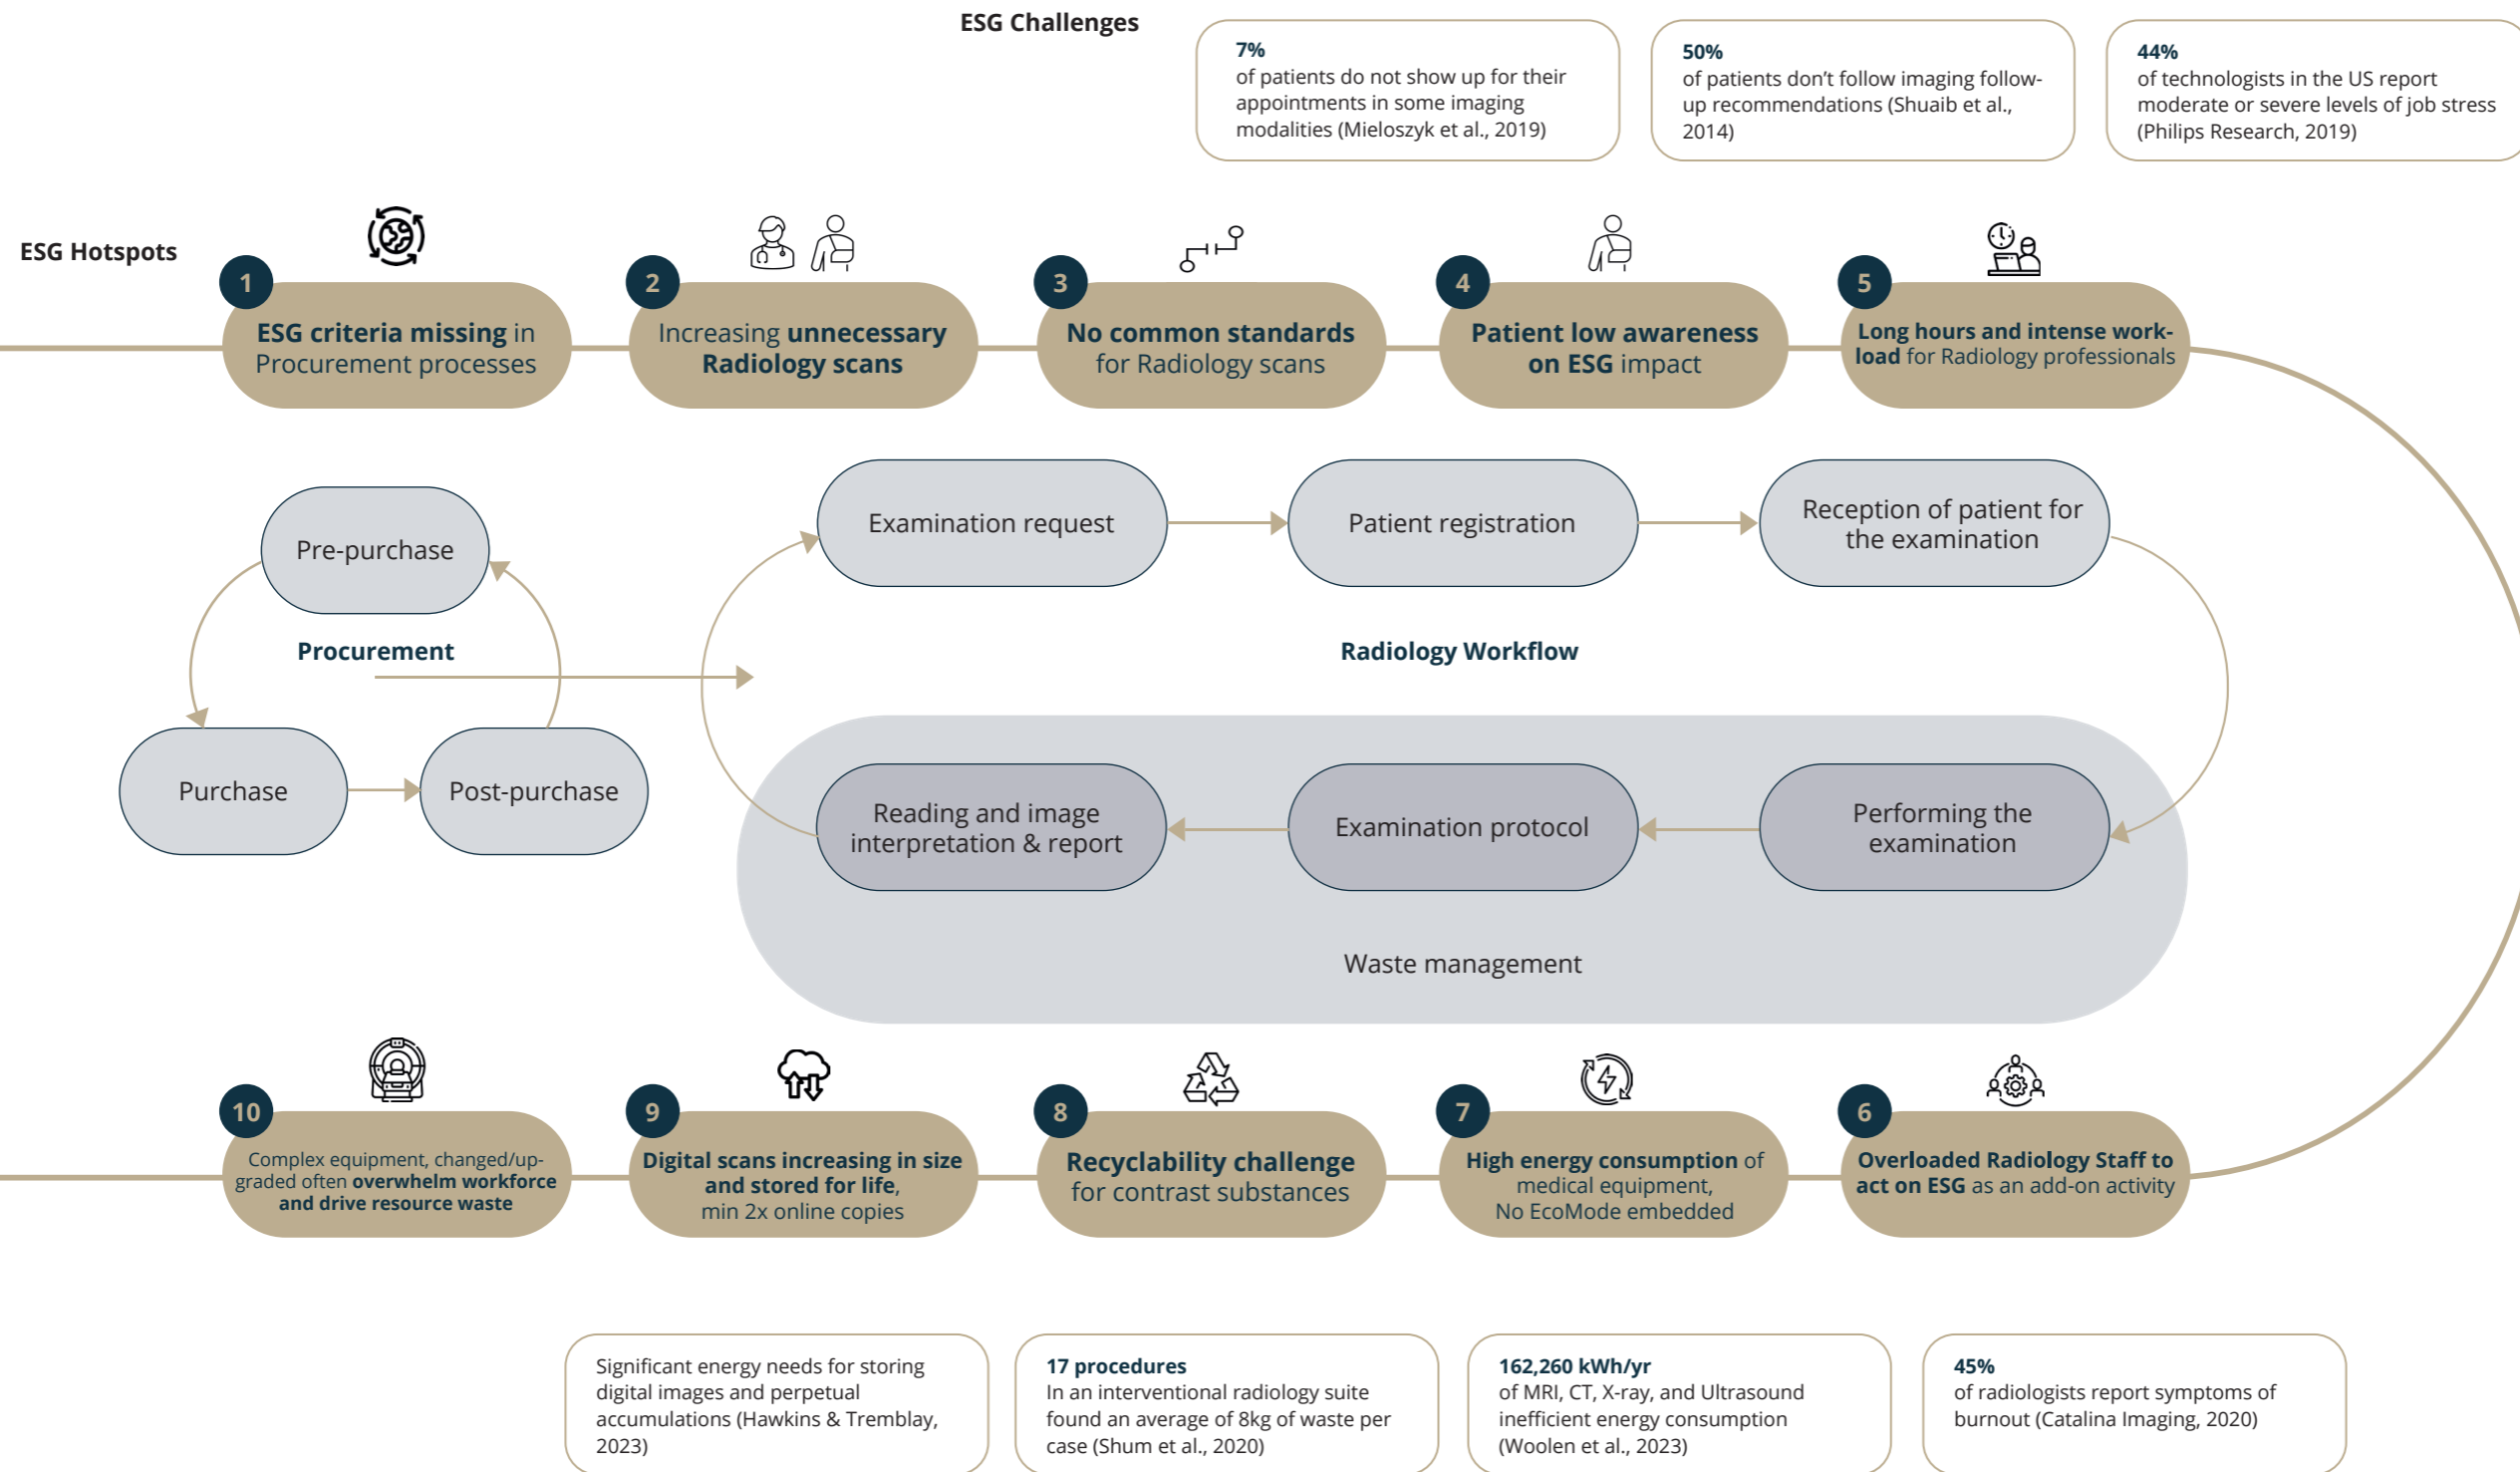 ESG Challenges
7%
of patients do not show up for their
appointments in some imaging
modalities (Mieloszyk et al., 2019)
50%
of patients don’t follow imaging follow-
up recommendations (Shuaib et al.,
2014)
44%
of technologists in the US report
moderate or severe levels of job stress
(Philips Research, 2019)
ESG Hotspots
1
ESG criteria missing in
Procurement processes
2
Increasing unnecessary
Radiology scans
3
No common standards
for Radiology scans
4
Patient low awareness
on ESG impact
5
Long hours and intense work-
load for Radiology professionals
Pre-purchase
Procurement
Purchase
Post-purchase
Examination request
Patient registration
Reception of patient for
the examination
Radiology Workflow
Reading and image
interpretation & report
Examination protocol
Performing the
examination
Waste management
10
Complex equipment, changed/up-
graded often overwhelm workforce
and drive resource waste
9
Digital scans increasing in size
and stored for life,
min 2x online copies
8
Recyclability challenge
for contrast substances
7
High energy consumption of
medical equipment,
No EcoMode embedded
6
Overloaded Radiology Staff to
act on ESG as an add-on activity
Significant energy needs for storing
digital images and perpetual
accumulations (Hawkins & Tremblay,
2023)
17 procedures
In an interventional radiology suite
found an average of 8kg of waste per
case (Shum et al., 2020)
162,260 kWh/yr
of MRI, CT, X-ray, and Ultrasound
inefficient energy consumption
(Woolen et al., 2023)
45%
of radiologists report symptoms of
burnout (Catalina Imaging, 2020)